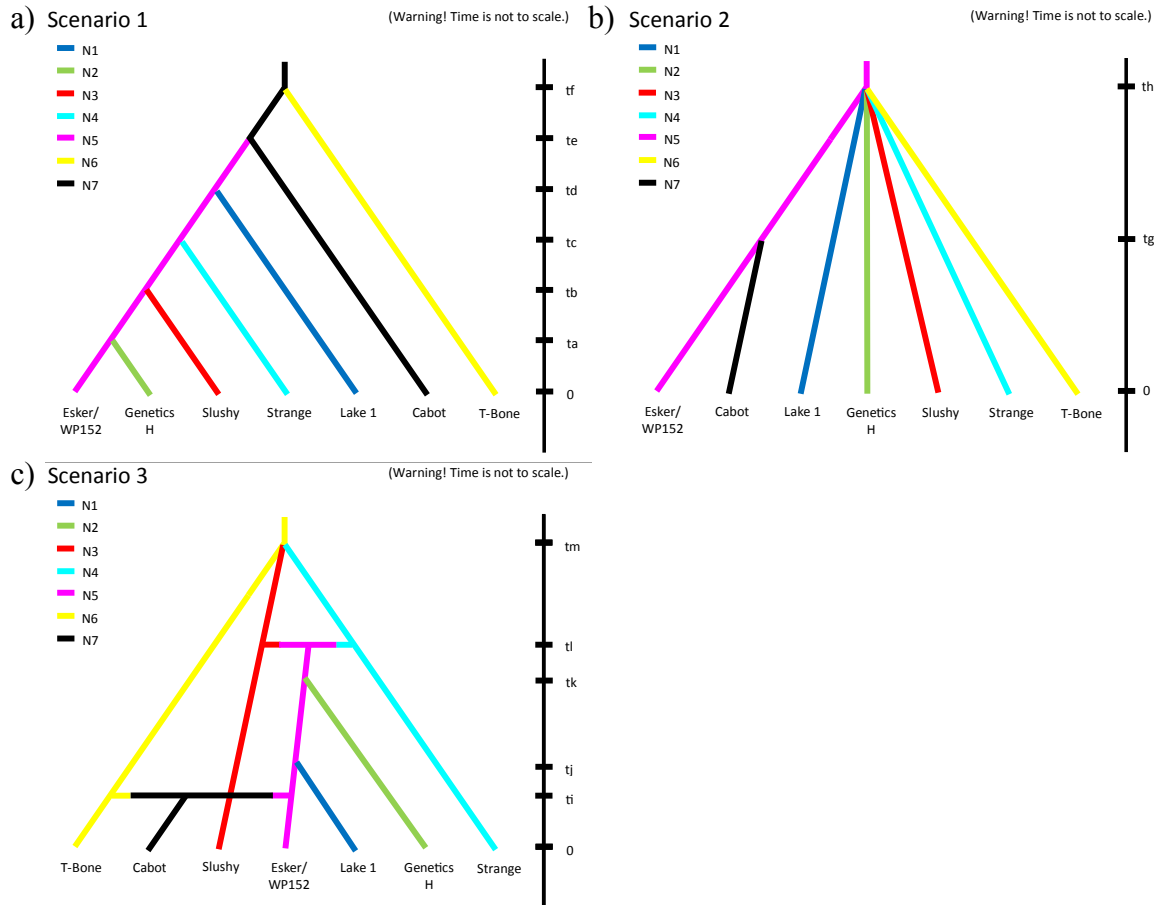 a) Scenario 1
(Warning! Time is not to scale.)
N1
N2
N3
N4
N5
N6
N7
tf
te
td
tc
tb
ta
0
Esker/
WP152
Genetics
H
Slushy
Strange
Lake 1
Cabot
T-Bone
b) Scenario 2
(Warning! Time is not to scale.)
N1
N2
N3
N4
N5
N6
N7
th
tg
0
Esker/
WP152
Cabot
Lake 1
Genetics
H
Slushy
Strange
T-Bone
c) Scenario 3
(Warning! Time is not to scale.)
N1
N2
N3
N4
N5
N6
N7
tm
tl
tk
tj
ti
0
T-Bone
Cabot
Slushy
Esker/
WP152
Lake 1
Genetics
H
Strange